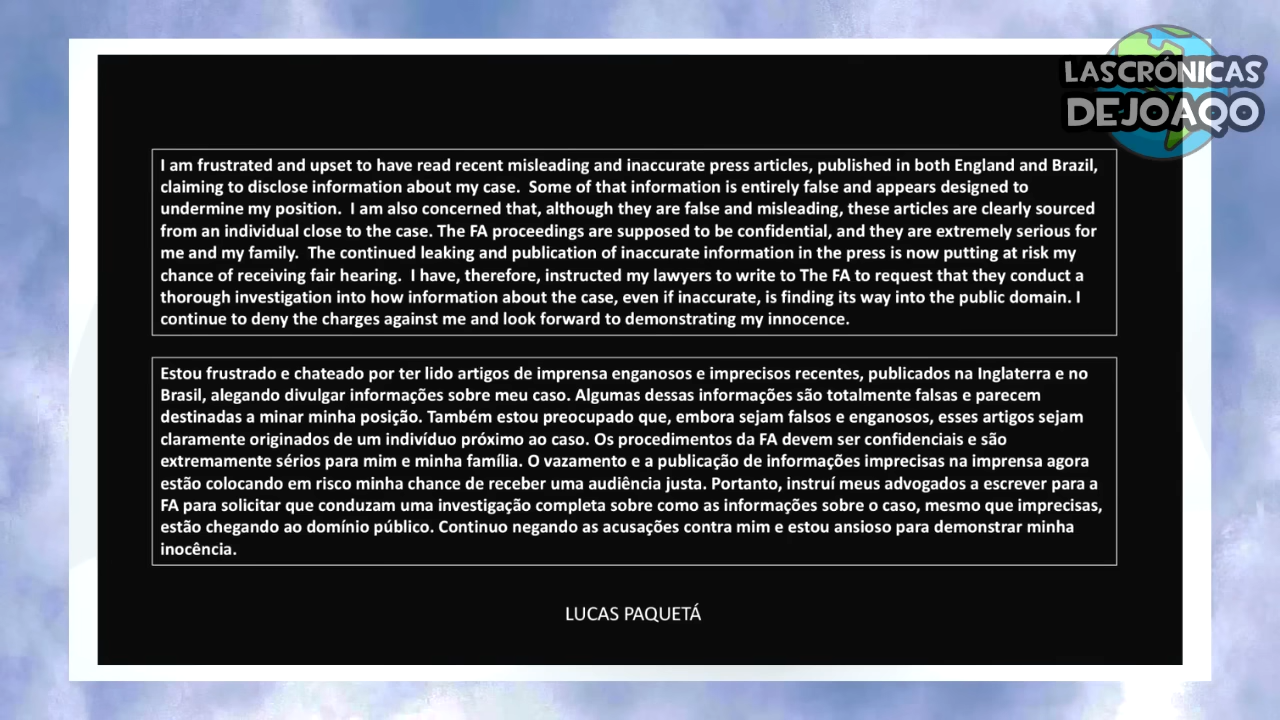 LAS CRÓNICAS
DE JOAQO
I am frustrated and upset to have read recent misleading and inaccurate press articles, published in both England and Brazil,
claiming to disclose information about my case.  Some of that information is entirely false and appears designed to
undermine my position.  I am also concerned that, although they are false and misleading, these articles are clearly sourced
from an individual close to the case. The FA proceedings are supposed to be confidential, and they are extremely serious for
me and my family.  The continued leaking and publication of inaccurate information in the press is now putting at risk my
chance of receiving fair hearing.  I have, therefore, instructed my lawyers to write to The FA to request that they conduct a
thorough investigation into how information about the case, even if inaccurate, is finding its way into the public domain. I
continue to deny the charges against me and look forward to demonstrating my innocence.
Estou frustrado e chateado por ter lido artigos de imprensa enganosos e imprecisos recentes, publicados na Inglaterra e no
Brasil, alegando divulgar informações sobre meu caso. Algumas dessas informações são totalmente falsas e parecem
destinadas a minar minha posição. Também estou preocupado que, embora sejam falsos e enganosos, esses artigos sejam
claramente originados de um indivíduo próximo ao caso. Os procedimentos da FA devem ser confidenciais e são
extremamente sérios para mim e minha família. O vazamento e a publicação de informações imprecisas na imprensa agora
estão colocando em risco minha chance de receber uma audiência justa. Portanto, instruí meus advogados a escrever para a
FA para solicitar que conduzam uma investigação completa sobre como as informações sobre o caso, mesmo que imprecisas,
estão chegando ao domínio público. Continuo negando as acusações contra mim e estou ansioso para demonstrar minha
inocência.
LUCAS PAQUETÁ